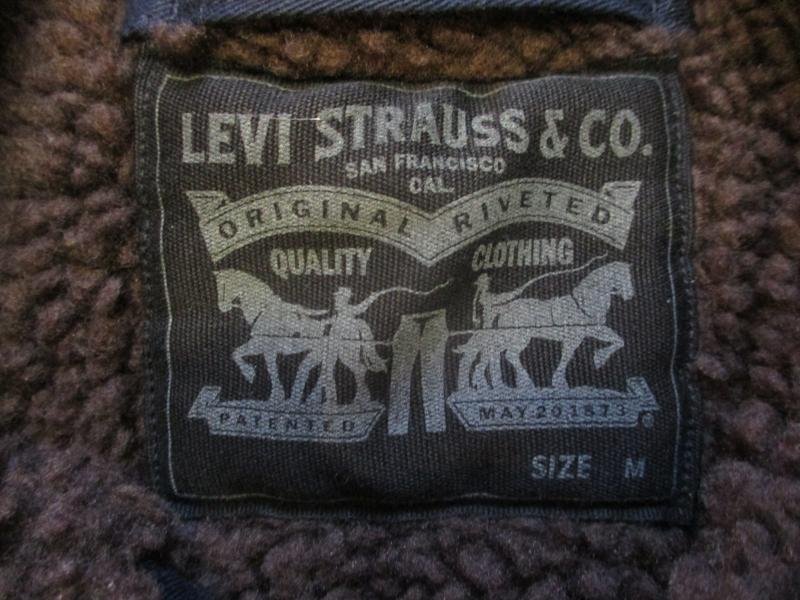 LEVI STRAUSS & CO.
SAN FRANCISCO
CAL.
ORIGINAL RIVETED
QUALITY CLOTHING
PATENTED MAY 20 1873
®
SIZE M